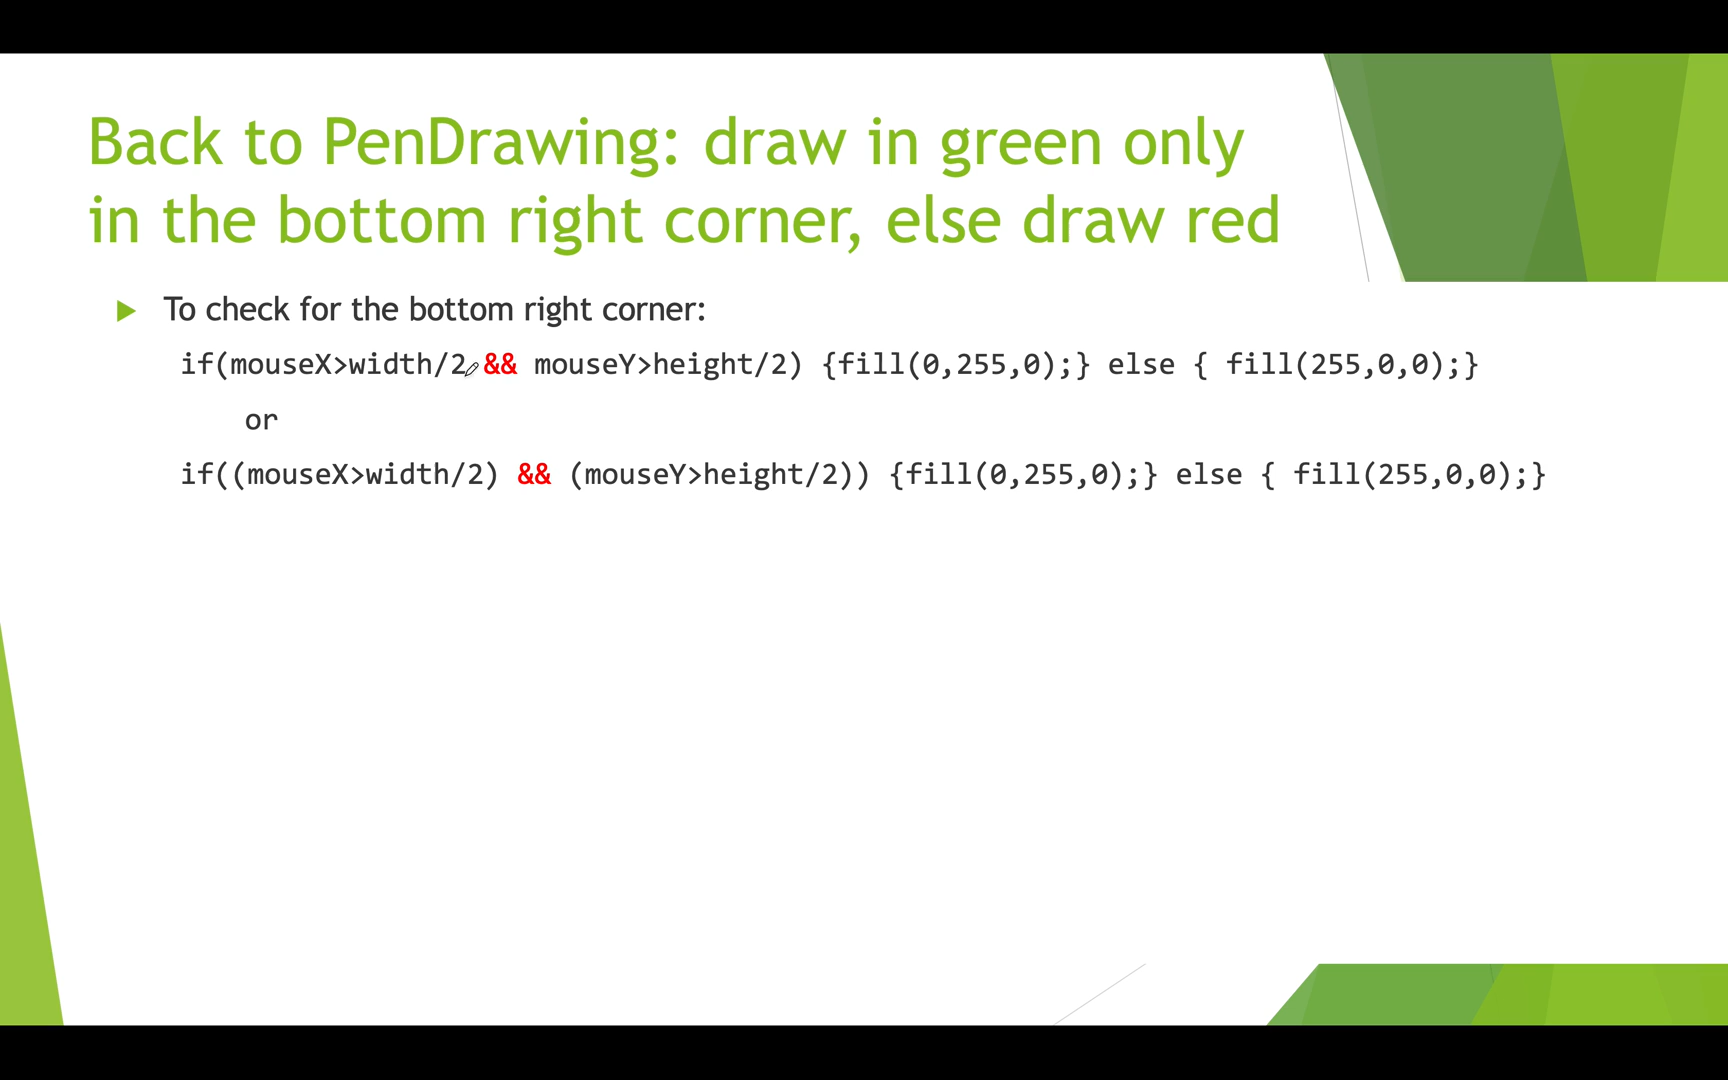 Back to PenDrawing: draw in green only
in the bottom right corner, else draw red
To check for the bottom right corner:
if(mouseX>width/2 && mouseY>height/2) {fill(0,255,0);} else { fill(255,0,0);}
or
if((mouseX>width/2) && (mouseY>height/2)) {fill(0,255,0);} else { fill(255,0,0);}